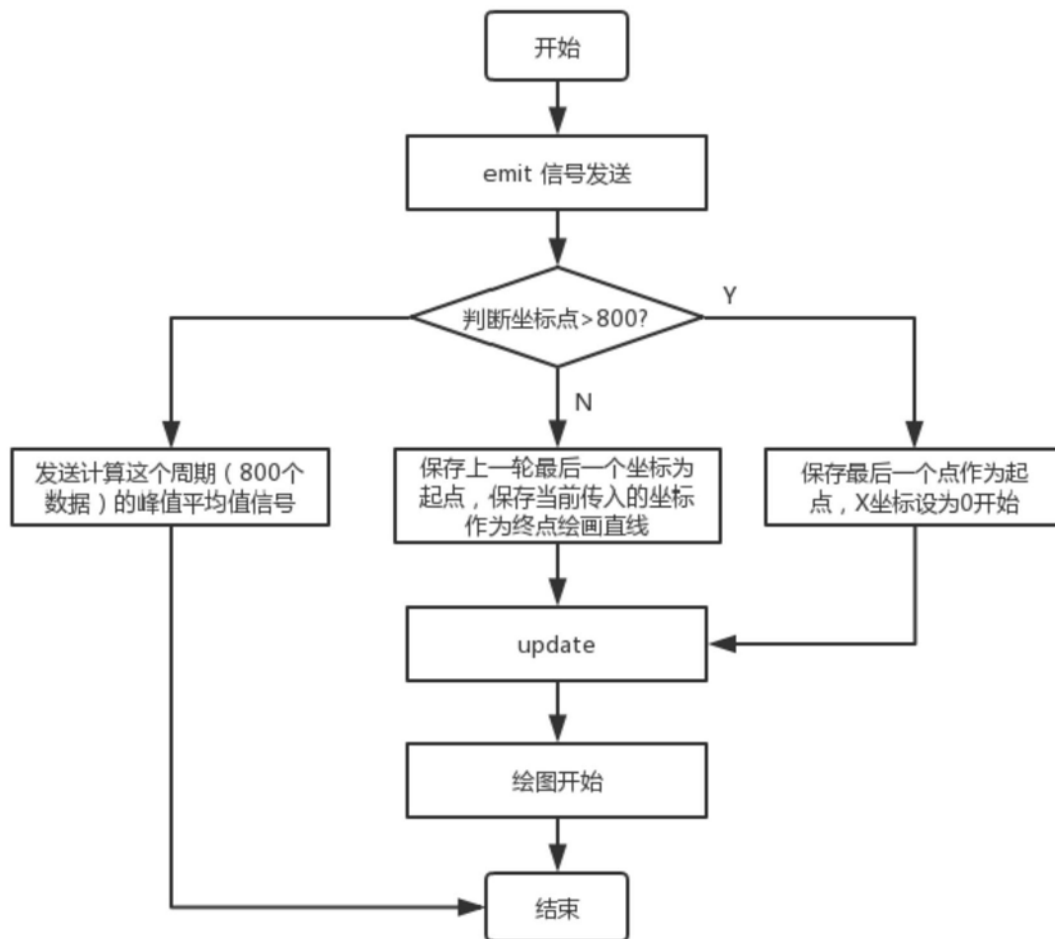 开始
emit 信号发送
判断坐标点>800?
Y
N
发送计算这个周期（800个
数据）的峰值平均值信号
保存上一轮最后一个坐标为
起点，保存当前传入的坐标
作为终点绘画直线
保存最后一个点作为起
点，X坐标设为0开始
update
绘图开始
结束